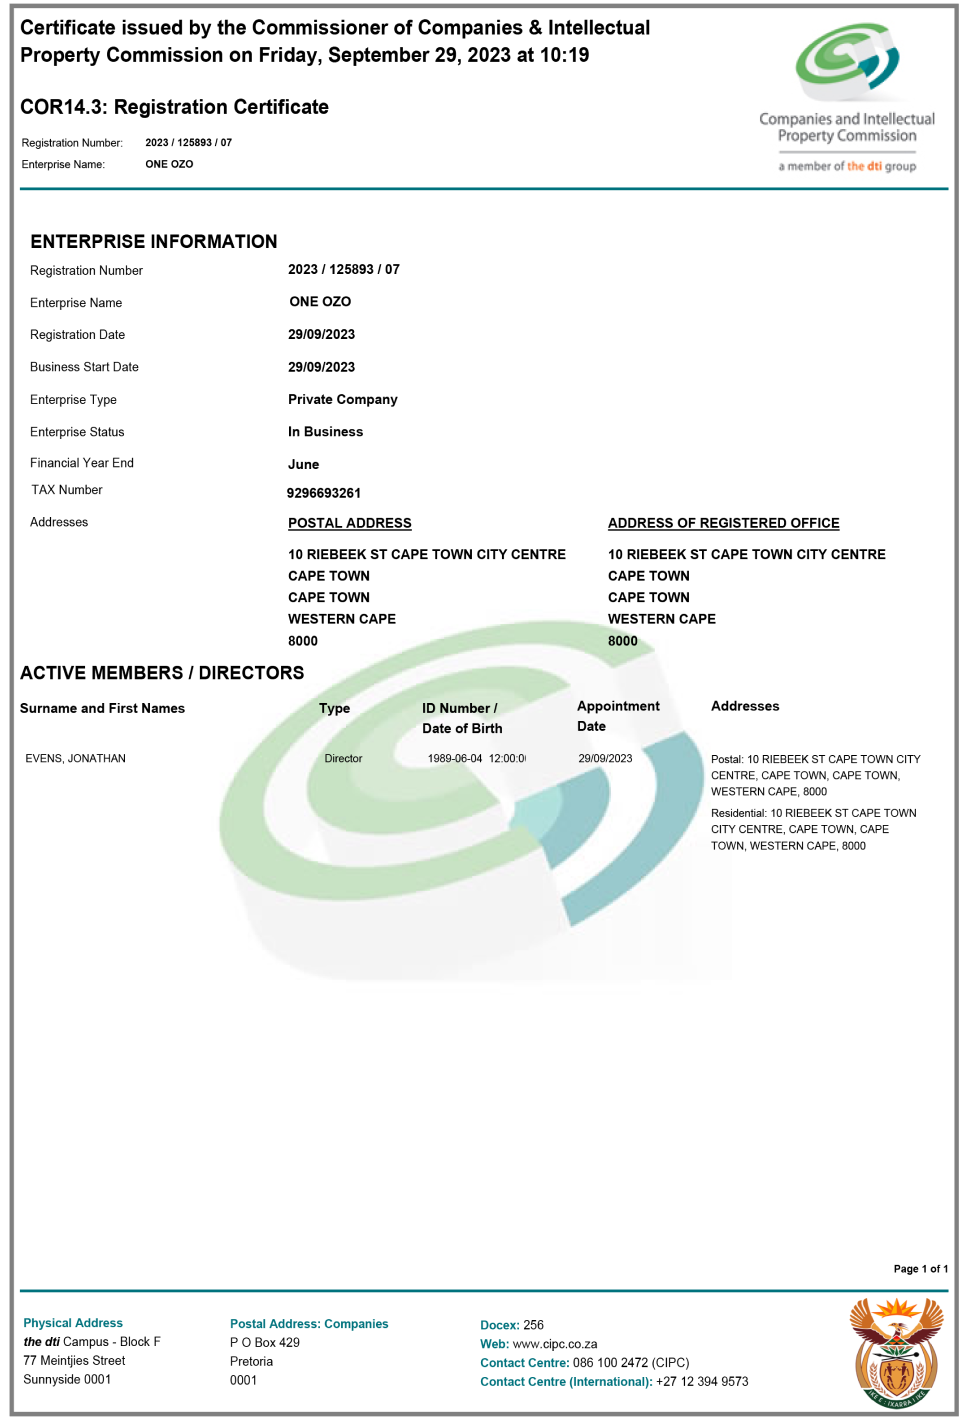 Certificate issued by the Commissioner of Companies & Intellectual
Property Commission on Friday, September 29, 2023 at 10:19
COR14.3: Registration Certificate
Registration Number: 2023 / 125893 / 07
Enterprise Name: ONE OZO
Companies and Intellectual
Property Commission
a member of the dti group
ENTERPRISE INFORMATION
Registration Number 2023 / 125893 / 07
Enterprise Name ONE OZO
Registration Date 29/09/2023
Business Start Date 29/09/2023
Enterprise Type Private Company
Enterprise Status In Business
Financial Year End June
TAX Number 9296693261
Addresses POSTAL ADDRESS ADDRESS OF REGISTERED OFFICE
10 RIEBEEK ST CAPE TOWN CITY CENTRE 10 RIEBEEK ST CAPE TOWN CITY CENTRE
CAPE TOWN CAPE TOWN
CAPE TOWN CAPE TOWN
WESTERN CAPE WESTERN CAPE
8000 8000
ACTIVE MEMBERS / DIRECTORS
Surname and First Names Type ID Number / Appointment Addresses
Date of Birth Date
EVENS, JONATHAN Director 1989-06-04 12:00:0 29/09/2023 Postal: 10 RIEBEEK ST CAPE TOWN CITY
CENTRE, CAPE TOWN, CAPE TOWN,
WESTERN CAPE, 8000
Residential: 10 RIEBEEK ST CAPE TOWN
CITY CENTRE, CAPE TOWN, CAPE
TOWN, WESTERN CAPE, 8000
Page 1 of 1
Physical Address Postal Address: Companies Docex: 256
the dti Campus - Block F P O Box 429 Web: www.cipc.co.za
77 Meintjies Street Pretoria Contact Centre: 086 100 2472 (CIPC)
Sunnyside 0001 0001 Contact Centre (International): +27 12 394 9573